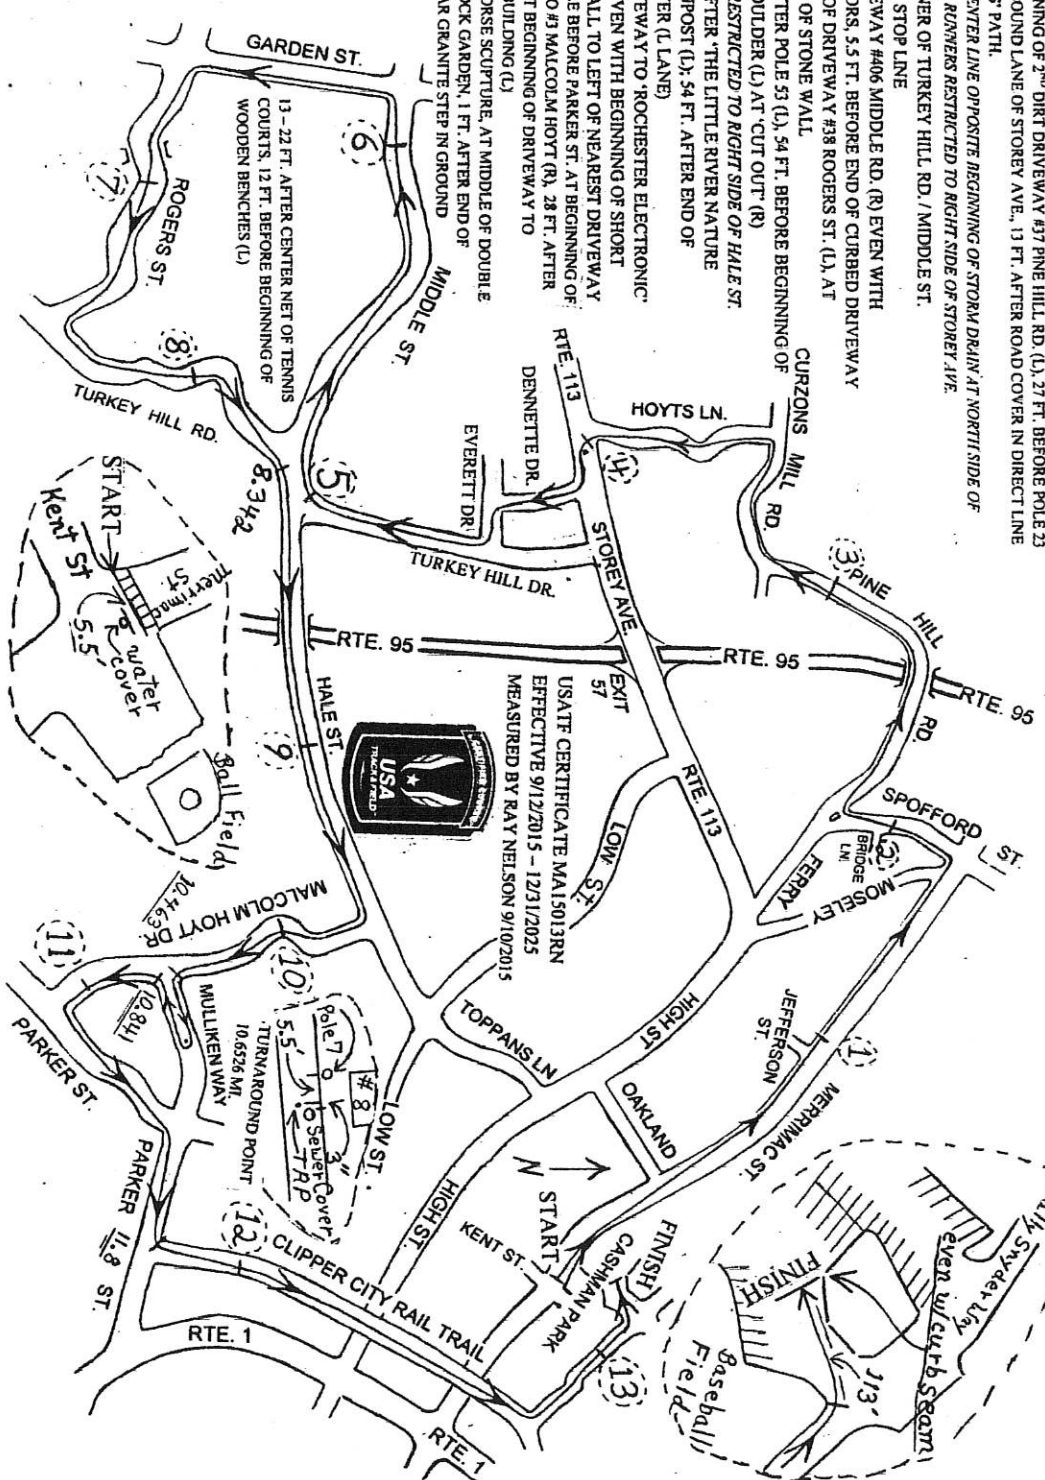 NING OF 2ND DIRT DRIVEWAY #37 PINE HILL RD. (L), 27 FT. BEFORE POLE 23
OUND LANE OF STOREY AVE., 13 FT. AFTER ROAD COVER IN DIRECT LINE
' PATH.
ENTER LINE OPPOSITE BEGINNING OF STORM DRAIN AT NORTH SIDE OF
RUNNERS RESTRICTED TO RIGHT SIDE OF STOREY AVE.
NER OF TURKEY HILL RD. / MIDDLE ST.
STOP LINE
EWAY #406 MIDDLE RD. (R) EVEN WITH
ORS, 5.5 FT. BEFORE END OF CURBED DRIVEWAY
OF DRIVEWAY #38 ROGERS ST. (L), AT
OF STONE WALL
TER POLE 53 (L), 54 FT. BEFORE BEGINNING OF
OULDER (L) AT 'CUT OUT' (R)
RESTRICTED TO RIGHT SIDE OF HALE ST.
FTER 'THE LITTLE RIVER NATURE
MPOST (L); 54 FT. AFTER END OF
TER (L LANE)
TEWAY TO 'ROCHESTER ELECTRONIC'
VEN WITH BEGINNING OF SHORT
ALL TO LEFT OF NEAREST DRIVEWAY
E BEFORE PARKER ST. AT BEGINNING OF
O #3 MALCOLM HOYT (R), 28 FT. AFTER
T BEGINNING OF DRIVEWAY TO
BUILDING (L)
ORSE SCUPTURE, AT MIDDLE OF DOUBLE
OCK GARDEN, 1 FT. AFTER END OF
AR GRANITE STEP IN GROUND
13 – 22 FT. AFTER CENTER NET OF TENNIS
COURTS, 12 FT. BEFORE BEGINNING OF
WOODEN BENCHES (L)
GARDEN ST.
6
7
ROGERS ST.
MIDDLE ST.
8
TURKEY HILL RD.
8.342
5
RTE. 113
DENNETTE DR.
EVERETT DR.
HOYTS LN.
CURZONS
MILL
RD.
4
STOREY AVE.
TURKEY HILL DR.
3
PINE
HILL
RD.
RTE. 95
RTE. 95
RTE. 95
EXIT
57
HALE ST.
9
USA
TRACK & FIELD
USATF CERTIFICATE MA15013RN
EFFECTIVE 9/12/2015 – 12/31/2025
MEASURED BY RAY NELSON 9/10/2015
LOW ST.
RTE. 113
SPOFFORD
ST.
2
BRIDGE
LN.
FERRY
MOSELEY
JEFFERSON
ST.
1
MERRIMAC ST.
HIGH ST
TOPPANS LN
OAKLAND
N
START
KENT ST.
FINISH
CASHMAN PARK
HIGH ST.
LOW ST.
START
Kent St
merrimac
St.
water
cover
5.5'
Ball Field
10.463
MALCOLM HOYT DR.
10
11
10.841
MULLIKEN WAY
PARKER ST.
Pole 7
# 8
3"
Sewer Cover
5.5'
TAP
TURNAROUND POINT
10.6526 MI.
12
CLIPPER CITY RAIL TRAIL
PARKER
11.8
ST.
RTE. 1
13
RTE. 1
Snyder Way
even w/curb seam
FINISH
113'
Baseball
Field